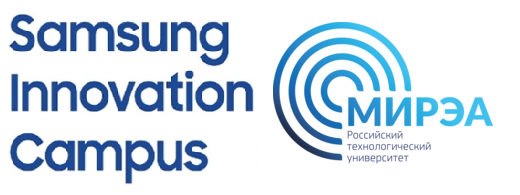 Samsung
Innovation
Campus
МИРЭА
Российский
технологический
университет